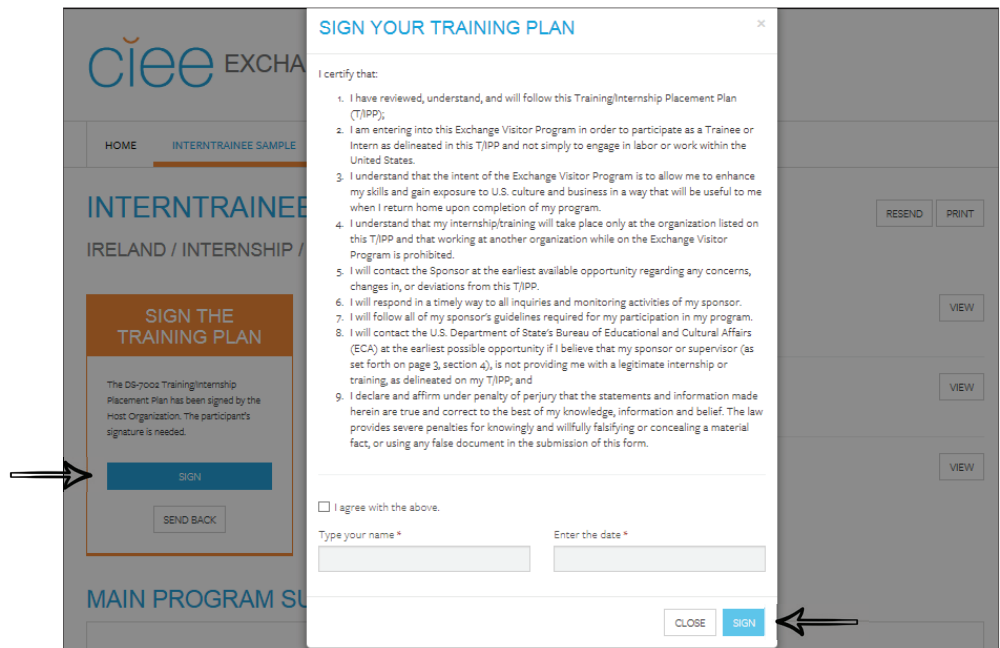 SIGN YOUR TRAINING PLAN
×
ciee EXCHA
I certify that:
1. I have reviewed, understand, and will follow this Training/Internship Placement Plan
(T/IPP);
2. I am entering into this Exchange Visitor Program in order to participate as a Trainee or
Intern as delineated in this T/IPP and not simply to engage in labor or work within the
United States.
3. I understand that the intent of the Exchange Visitor Program is to allow me to enhance
my skills and gain exposure to U.S. culture and business in a way that will be useful to me
when I return home upon completion of my program.
4. I understand that my internship/training will take place only at the organization listed on
this T/IPP and that working at another organization while on the Exchange Visitor
Program is prohibited.
5. I will contact the Sponsor at the earliest available opportunity regarding any concerns,
changes in, or deviations from this T/IPP.
6. I will respond in a timely way to all inquiries and monitoring activities of my sponsor.
7. I will follow all of my sponsor's guidelines required for my participation in my program.
8. I will contact the U.S. Department of State's Bureau of Educational and Cultural Affairs
(ECA) at the earliest possible opportunity if I believe that my sponsor or supervisor (as
set forth on page 3, section 4), is not providing me with a legitimate internship or
training, as delineated on my T/IPP; and
9. I declare and affirm under penalty of perjury that the statements and information made
herein are true and correct to the best of my knowledge, information and belief. The law
provides severe penalties for knowingly and willfully falsifying or concealing a material
fact, or using any false document in the submission of this form.
I agree with the above.
Type your name *
Enter the date *
CLOSE
SIGN
HOME
INTERNTRAINEE SAMPLE
INTERNTRAINEE
RESEND
PRINT
IRELAND / INTERNSHIP /
SIGN THE
TRAINING PLAN
The DS-7002 Training/Internship
Placement Plan has been signed by the
Host Organization. The participant's
signature is needed.
SIGN
SEND BACK
VIEW
VIEW
VIEW
MAIN PROGRAM SU